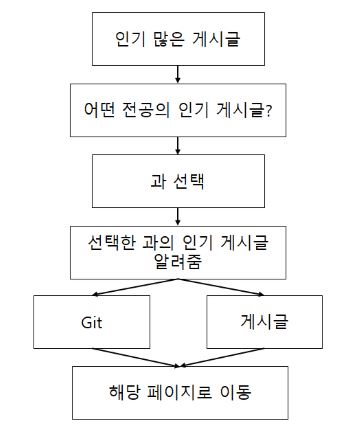 인기 많은 게시글
어떤 전공의 인기 게시글?
과 선택
선택한 과의 인기 게시글
알려줌
Git
게시글
해당 페이지로 이동